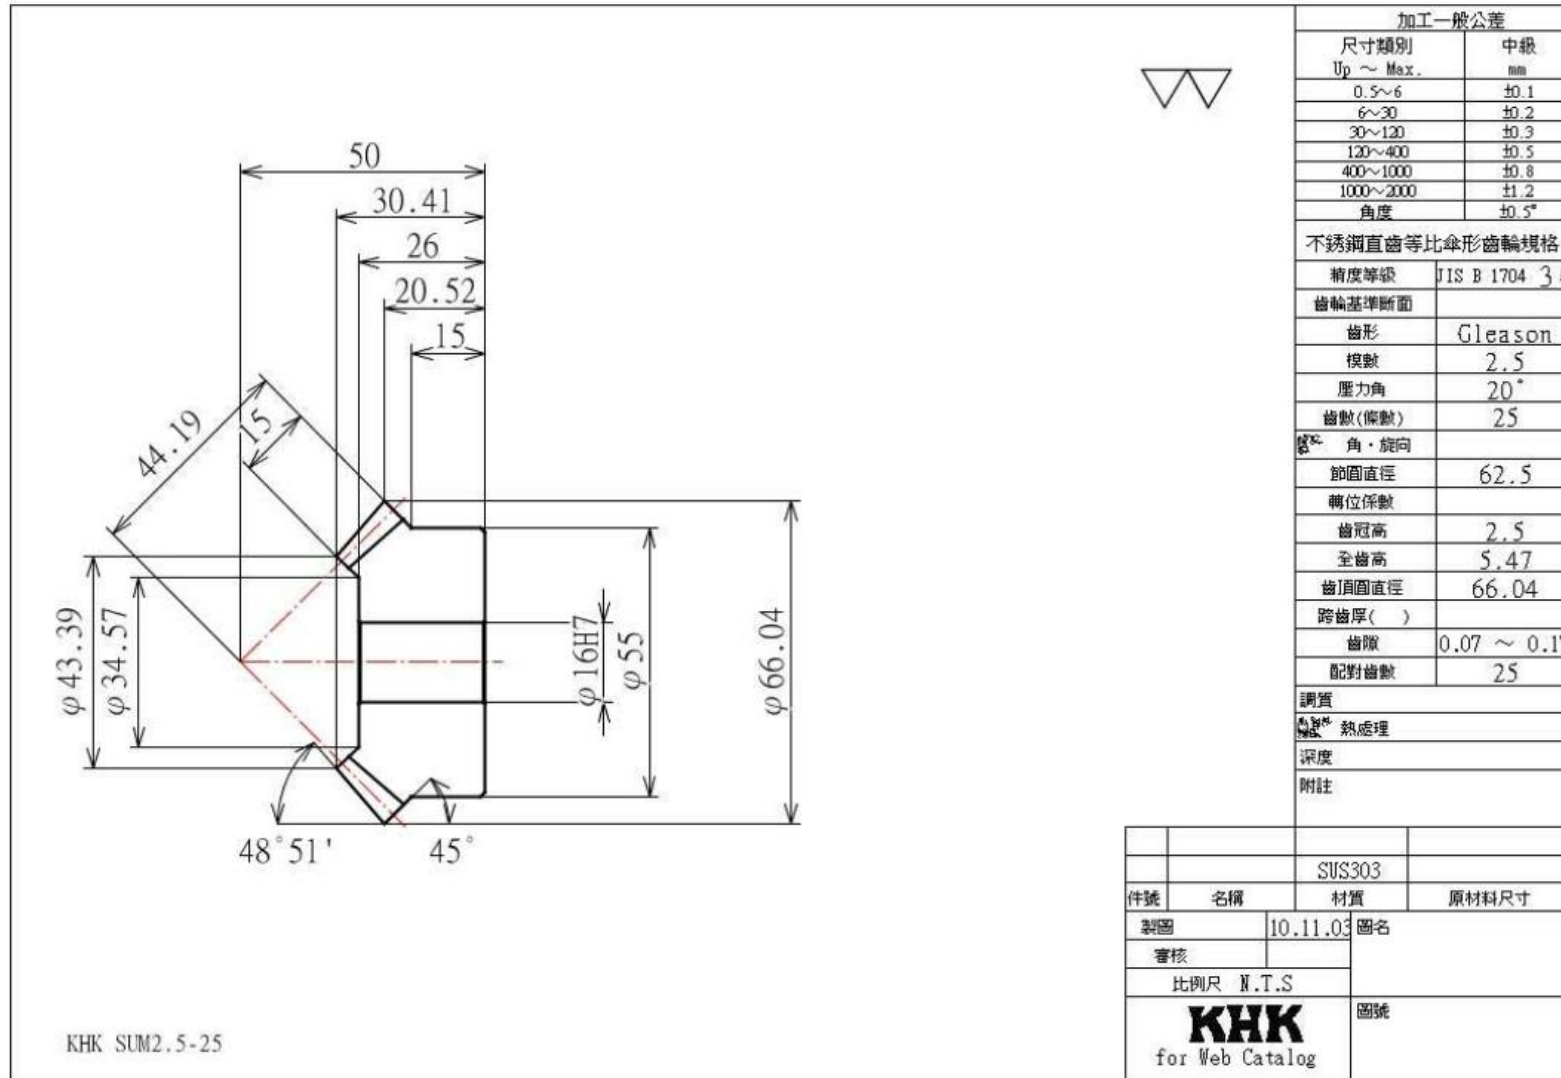 50
30.41
26
20.52
15
44.19
15
φ43.39
φ34.57
φ16H7
φ55
φ66.04
48°51'
45°
KHK SUM2.5-25
加工一般公差
尺寸類別 中級
Up ～ Max. mm
0.5～6 ±0.1
6～30 ±0.2
30～120 ±0.3
120～400 ±0.5
400～1000 ±0.8
1000～2000 ±1.2
角度 ±0.5°
不銹鋼直齒等比傘形齒輪規格
精度等級 JIS B 1704 3
齒輪基準斷面
齒形 Gleason
模數 2.5
壓力角 20°
齒數(條數) 25
角・旋向
節圓直徑 62.5
轉位係數
齒冠高 2.5
全齒高 5.47
齒頂圓直徑 66.04
跨齒厚( )
齒隙 0.07 ～ 0.1
配對齒數 25
調質
熱處理
深度
附註
SUS303
件號 名稱 材質 原材料尺寸
製圖 10.11.03 圖名
審核
比例尺 N.T.S
KHK 圖號
for Web Catalog